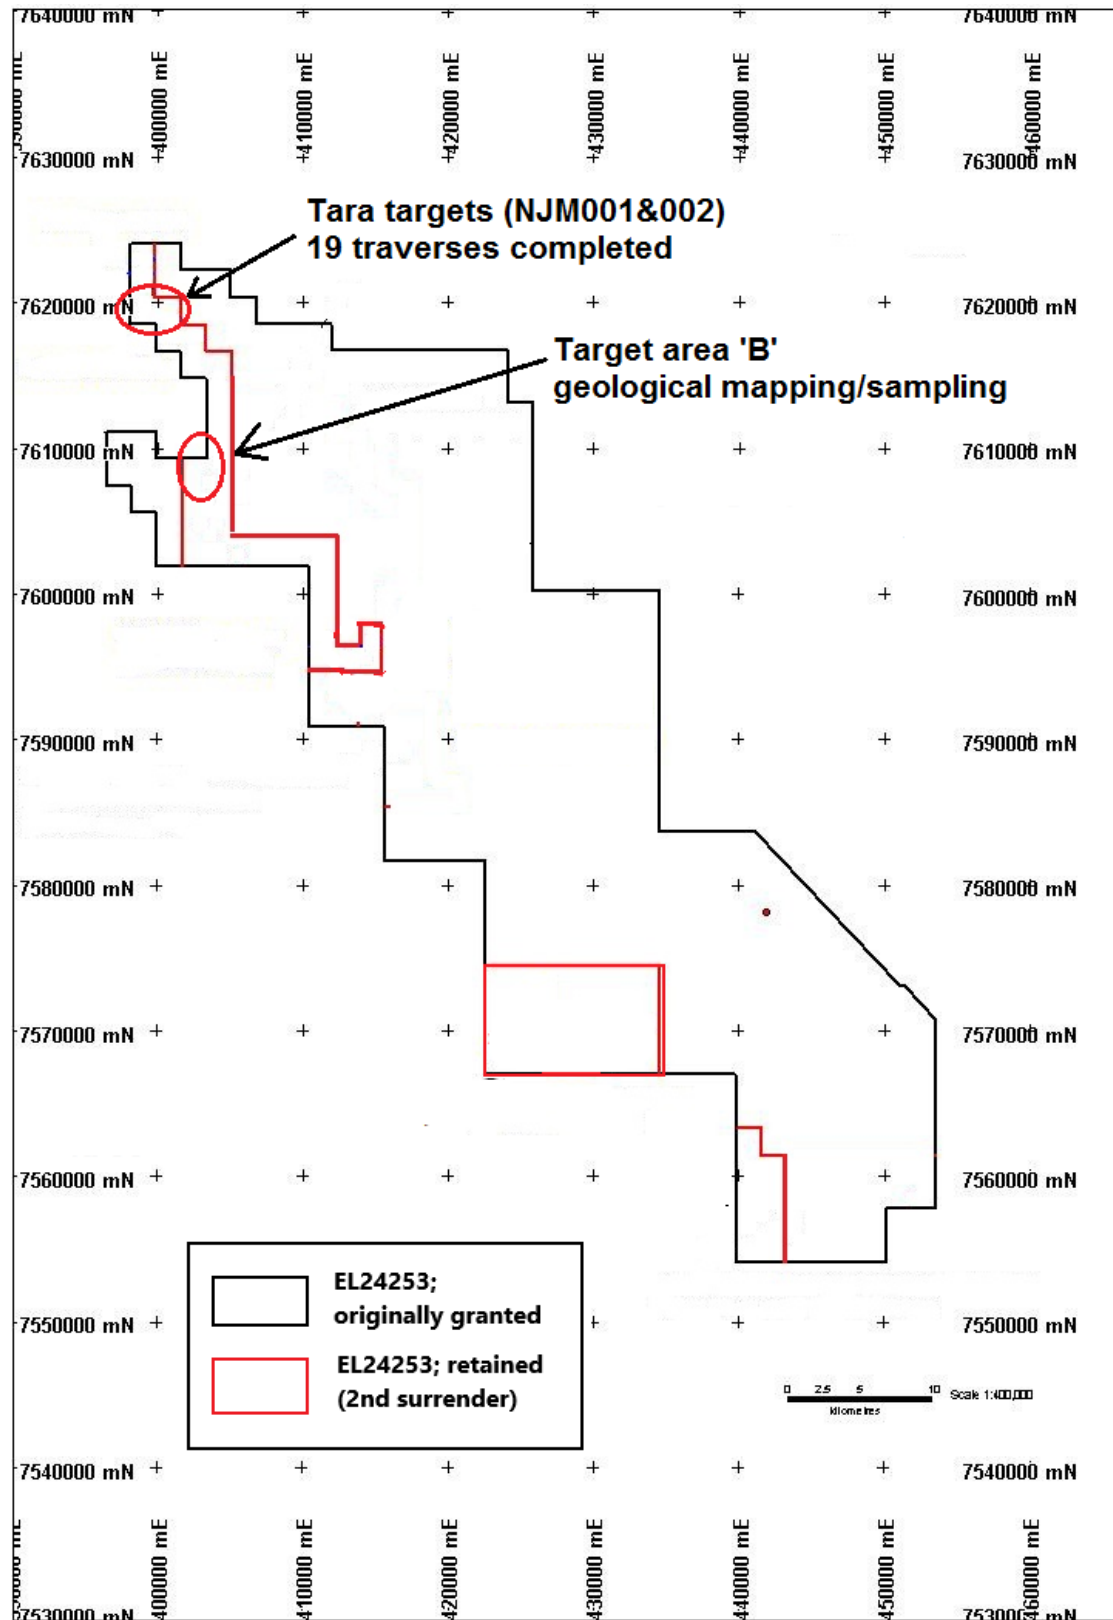 7640000 mN 7640000 mN
400000 mE 410000 mE 420000 mE 430000 mE 440000 mE 450000 mE 460000 mE
7630000 mN 7630000 mN
Tara targets (NJM001&002)
19 traverses completed
7620000 mN 7620000 mN
Target area 'B'
geological mapping/sampling
7610000 mN 7610000 mN
7600000 mN 7600000 mN
7590000 mN 7590000 mN
7580000 mN 7580000 mN
7570000 mN 7570000 mN
7560000 mN 7560000 mN
EL24253;
originally granted
7550000 mN 7550000 mN
EL24253; retained
(2nd surrender)
0 2.5 5 10 Scale 1:400,000
kilometres
7540000 mN 7540000 mN
400000 mE 410000 mE 420000 mE 430000 mE 440000 mE 450000 mE 460000 mE
7530000 mN 7530000 mN